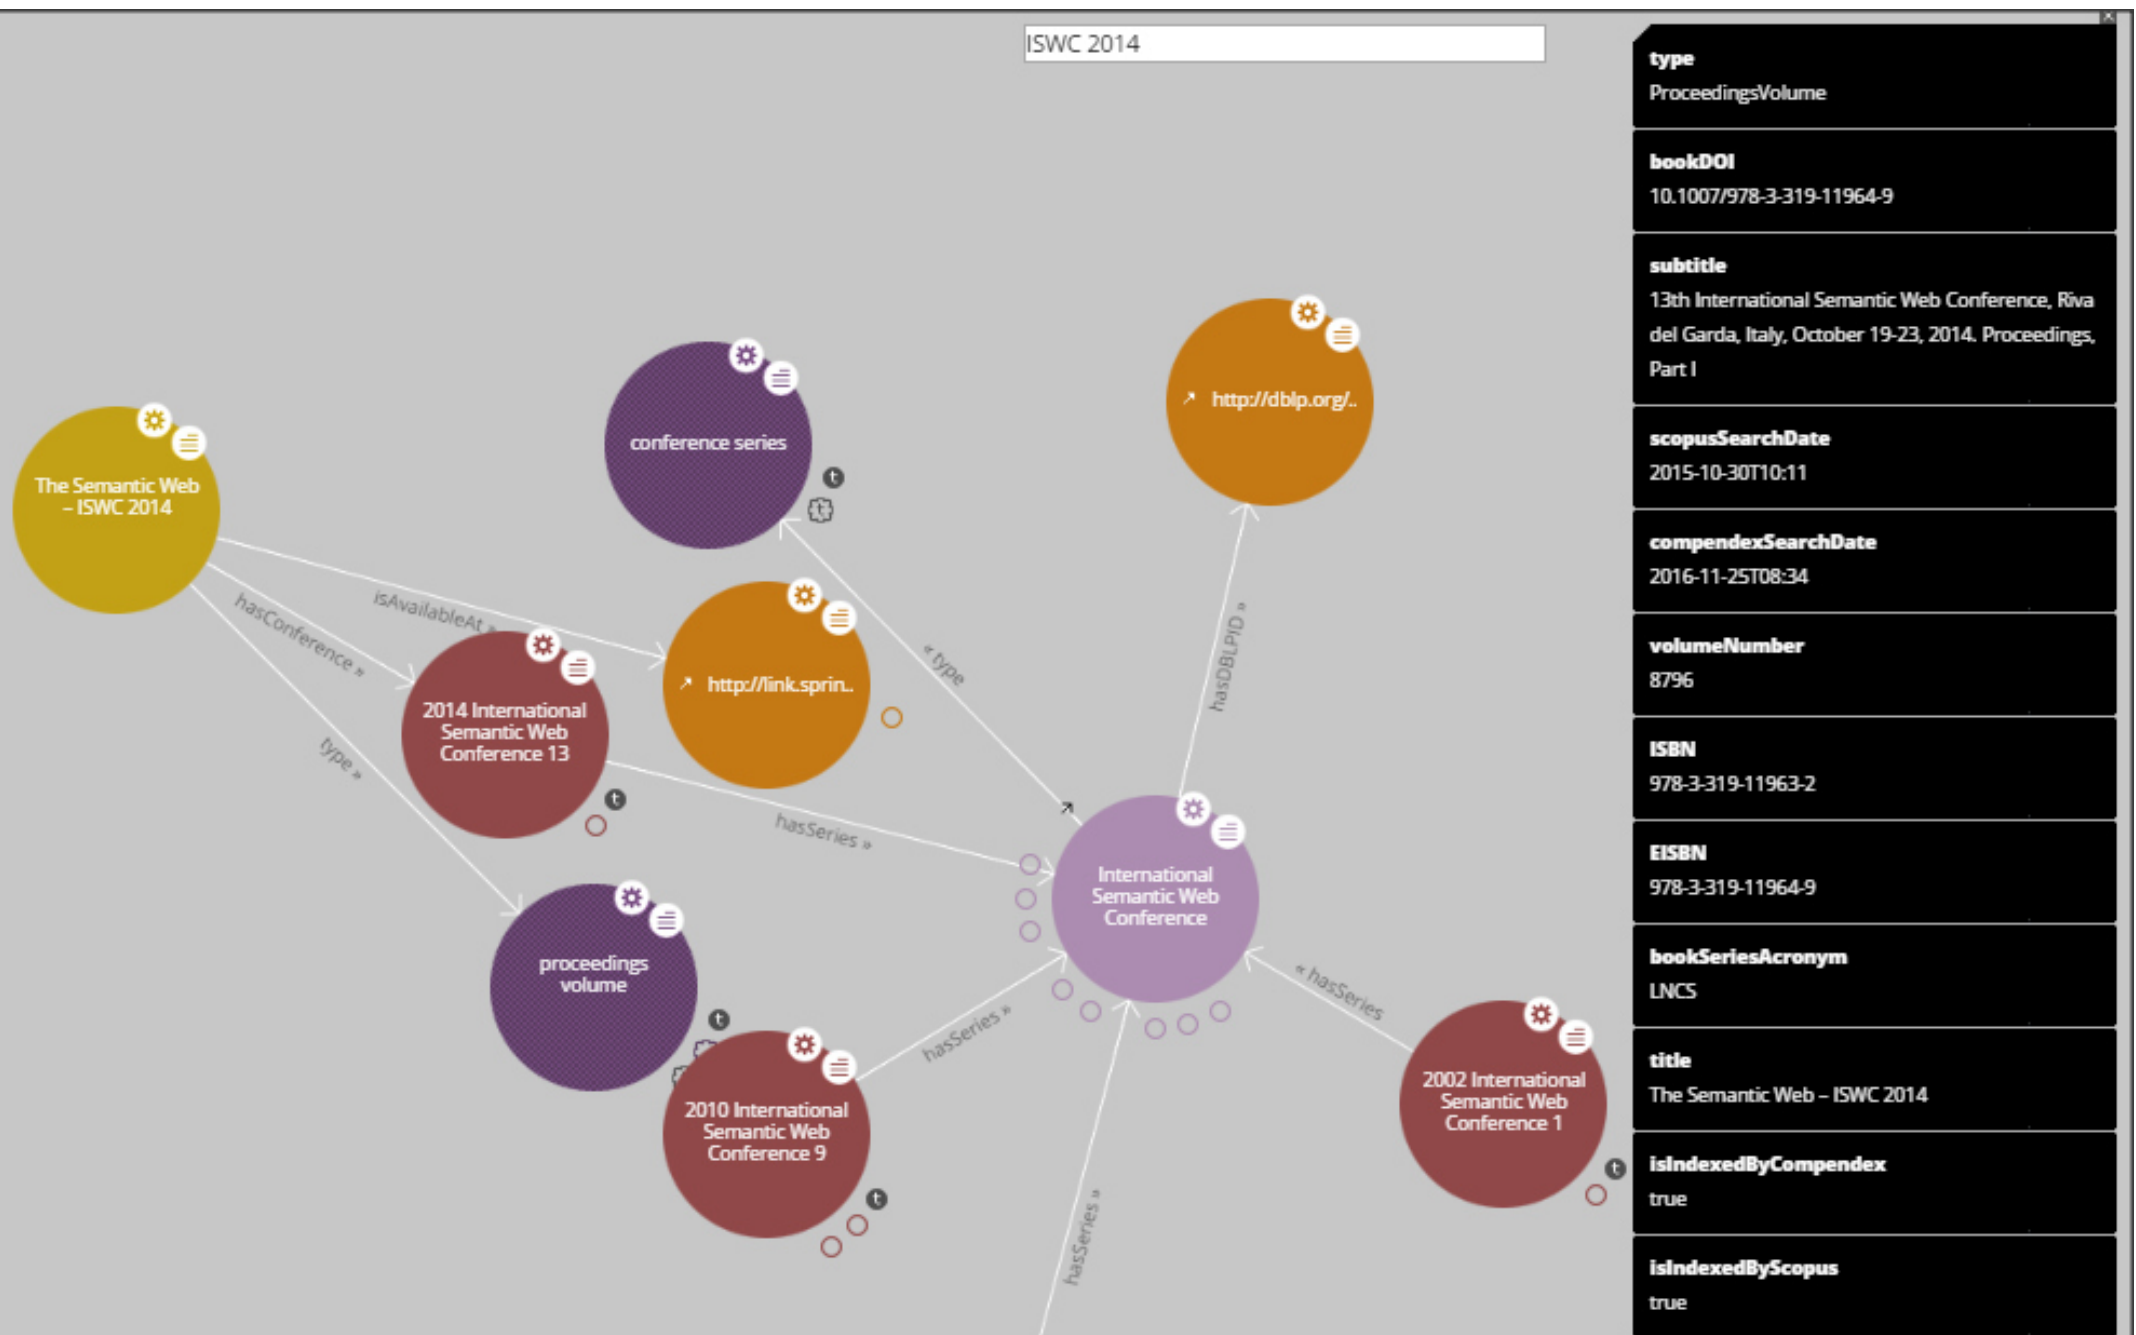 ISWC 2014
The Semantic Web
– ISWC 2014
conference series
t
t
http://dblp.org/..
isAvailableAt »
hasConference »
type »
http://link.sprin..
« type
hasDBLPID »
2014 International
Semantic Web
Conference 13
t
hasSeries »
International
Semantic Web
Conference
proceedings
volume
t
hasSeries »
« hasSeries
2010 International
Semantic Web
Conference 9
t
2002 International
Semantic Web
Conference 1
t
hasSeries »
type
ProceedingsVolume
bookDOI
10.1007/978-3-319-11964-9
subtitle
13th International Semantic Web Conference, Riva
del Garda, Italy, October 19-23, 2014. Proceedings,
Part I
scopusSearchDate
2015-10-30T10:11
compendexSearchDate
2016-11-25T08:34
volumeNumber
8796
ISBN
978-3-319-11963-2
EISBN
978-3-319-11964-9
bookSeriesAcronym
LNCS
title
The Semantic Web – ISWC 2014
isIndexedByCompendex
true
isIndexedByScopus
true